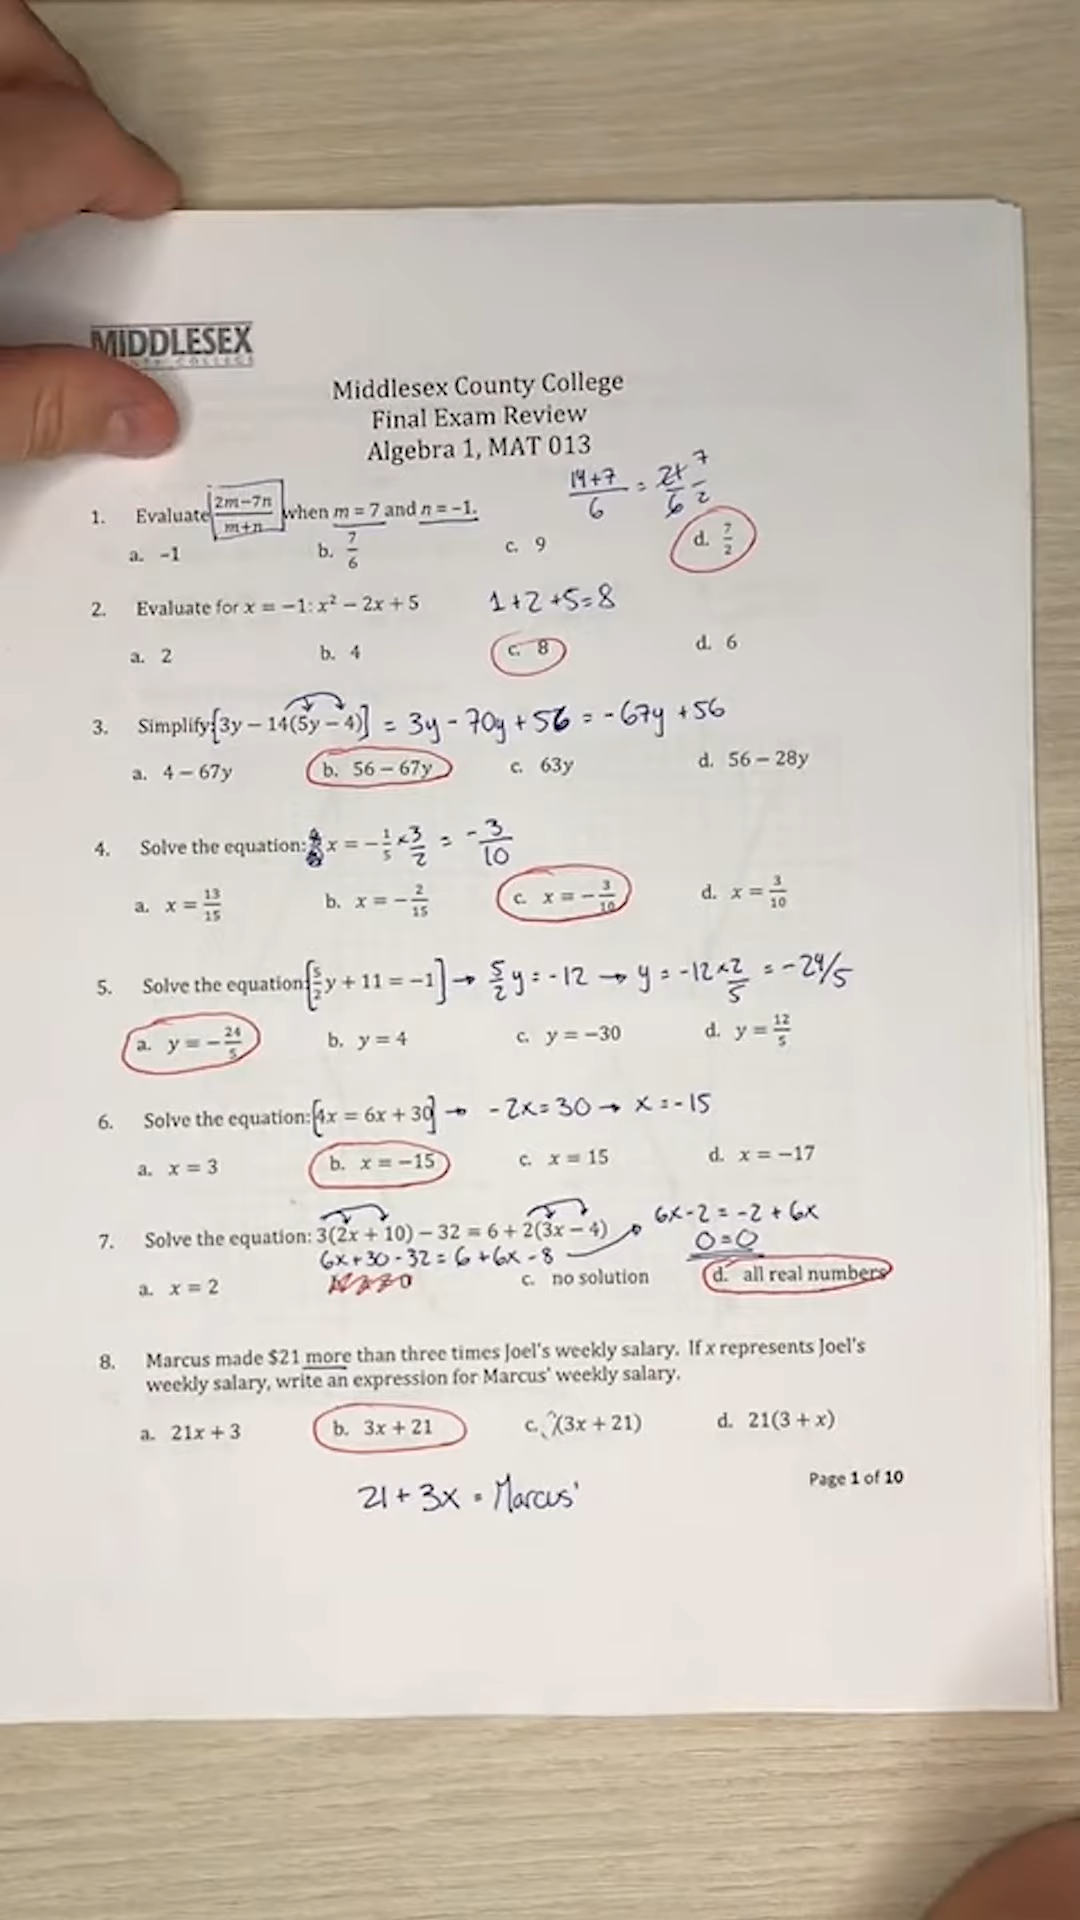 MIDDLESEX
COLLEGE
Middlesex County College
Final Exam Review
Algebra 1, MAT 013
1. Evaluate (2m−7n)/(m+n) when m = 7 and n = −1. (14+7)/6 = 21/6 7/2
a. −1 b. 7/6 c. 9 d. 7/2
2. Evaluate for x = −1: x² − 2x + 5 1+2+5=8
a. 2 b. 4 c. 8 d. 6
3. Simplify: [3y − 14(5y − 4)] = 3y − 70y + 56 = −67y + 56
a. 4 − 67y b. 56 − 67y c. 63y d. 56 − 28y
4. Solve the equation: x = −1/5 × 3/2 = −3/10
a. x = 13/15 b. x = −2/15 c. x = −3/10 d. x = 3/10
5. Solve the equation: [5/2 y + 11 = −1] → 5/2 y = −12 → y = −12 × 2/5 = −24/5
a. y = −24/5 b. y = 4 c. y = −30 d. y = 12/5
6. Solve the equation: [4x = 6x + 30] → −2x = 30 → x = −15
a. x = 3 b. x = −15 c. x = 15 d. x = −17
7. Solve the equation: 3(2x + 10) − 32 = 6 + 2(3x − 4) 6x − 2 = −2 + 6x
6x + 30 − 32 = 6 + 6x − 8 0 = 0
a. x = 2 c. no solution d. all real numbers
8. Marcus made $21 more than three times Joel's weekly salary. If x represents Joel's
weekly salary, write an expression for Marcus' weekly salary.
a. 21x + 3 b. 3x + 21 c. (3x + 21) d. 21(3 + x)
Page 1 of 10
21 + 3x = Marcus'